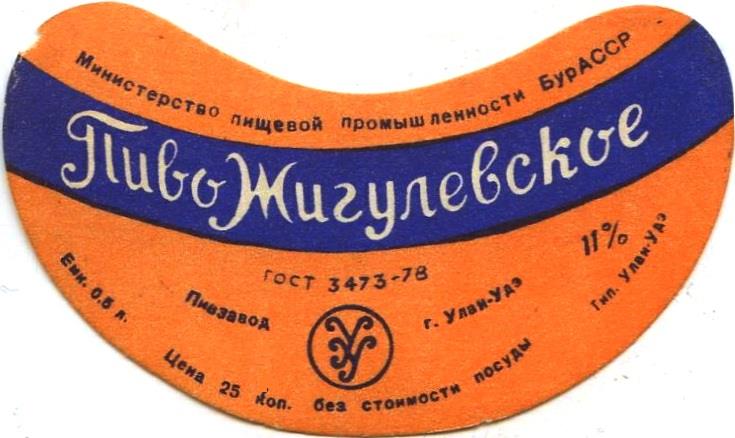 Министерство пищевой промышленности БурАССР
Пиво Жигулевское
11%
ГОСТ 3473-78
Емк. 0.5 л.
Пивзавод
г. Улан-Удэ
Тип. Улан-Удэ
Цена 25 коп. без стоимости посуды